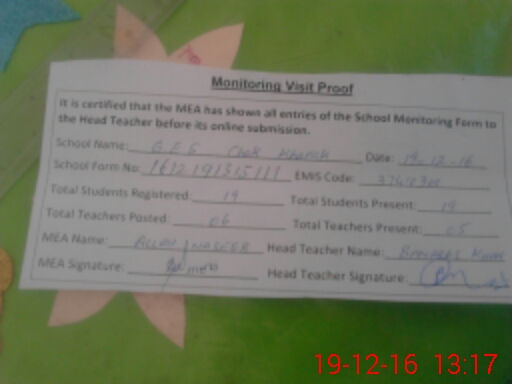 Monitoring Visit Proof
It is certified that the MEA has shown all entries of the School Monitoring Form to
the Head Teacher before its online submission.
School Name: G.E.S Chak Date: 19-12-16
School Form No: 1612191315111 EMIS Code:
Total Students Registered: 19 Total Students Present: 19
Total Teachers Posted: 06 Total Teachers Present: 05
MEA Name: Head Teacher Name:
MEA Signature: Head Teacher Signature:
19-12-16 13:17